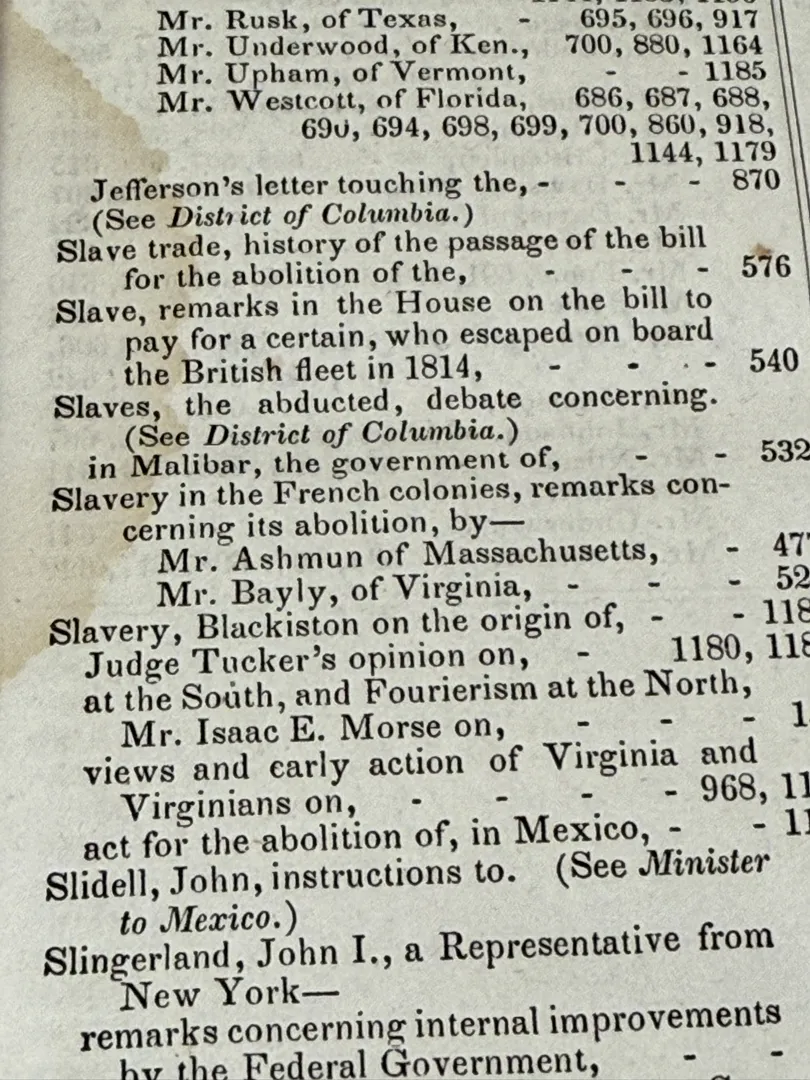 Mr. Rusk, of Texas, - 695, 696, 917
Mr. Underwood, of Ken., 700, 880, 1164
Mr. Upham, of Vermont, - - 1185
Mr. Westcott, of Florida, 686, 687, 688,
690, 694, 698, 699, 700, 860, 918,
1144, 1179
Jefferson's letter touching the, - - - 870
(See District of Columbia.)
Slave trade, history of the passage of the bill
for the abolition of the, - - - 576
Slave, remarks in the House on the bill to
pay for a certain, who escaped on board
the British fleet in 1814, - - - 540
Slaves, the abducted, debate concerning.
(See District of Columbia.)
in Malibar, the government of, - - 532
Slavery in the French colonies, remarks con-
cerning its abolition, by—
Mr. Ashmun of Massachusetts, - 47
Mr. Bayly, of Virginia, - - - 52
Slavery, Blackiston on the origin of, - - 118
Judge Tucker's opinion on, - 1180, 118
at the South, and Fourierism at the North,
Mr. Isaac E. Morse on, - - - 1
views and early action of Virginia and
Virginians on, - - - - 968, 11
act for the abolition of, in Mexico, - - 11
Slidell, John, instructions to. (See Minister
to Mexico.)
Slingerland, John I., a Representative from
New York—
remarks concerning internal improvements
by the Federal Government, - -